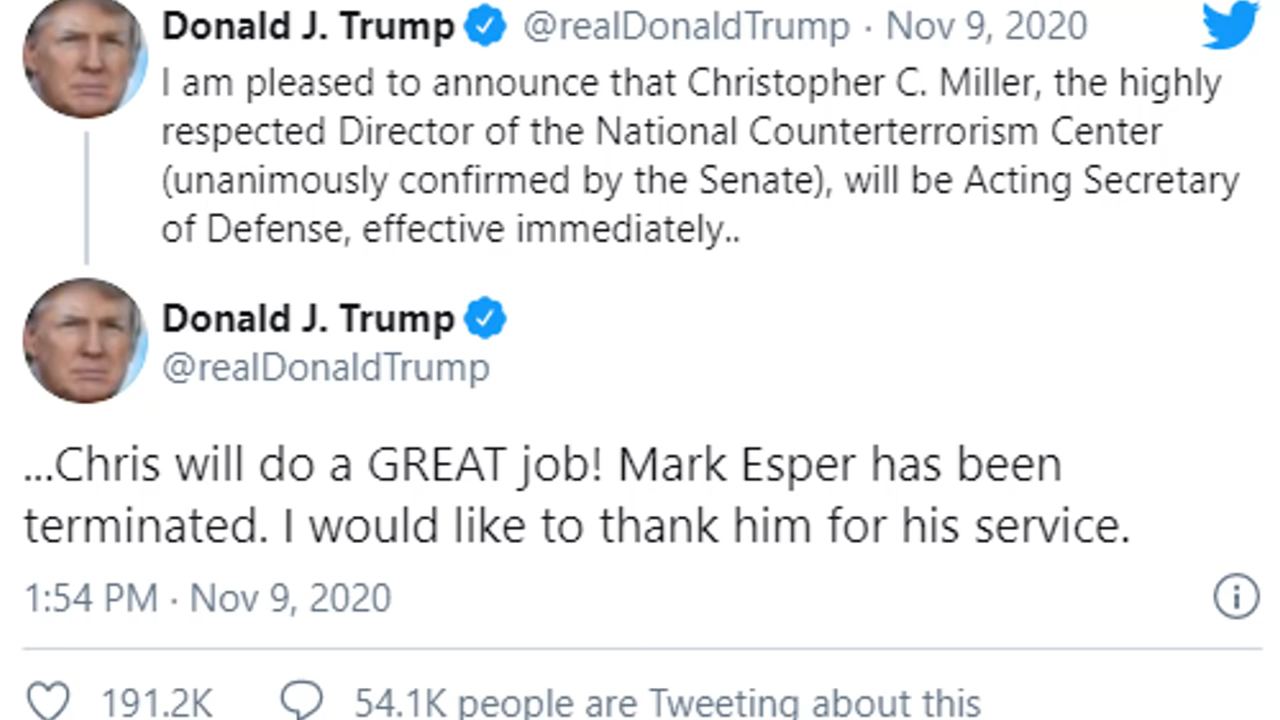 Donald J. Trump @realDonaldTrump · Nov 9, 2020
I am pleased to announce that Christopher C. Miller, the highly
respected Director of the National Counterterrorism Center
(unanimously confirmed by the Senate), will be Acting Secretary
of Defense, effective immediately..
Donald J. Trump
@realDonaldTrump
...Chris will do a GREAT job! Mark Esper has been
terminated. I would like to thank him for his service.
1:54 PM · Nov 9, 2020
191.2K 54.1K people are Tweeting about this